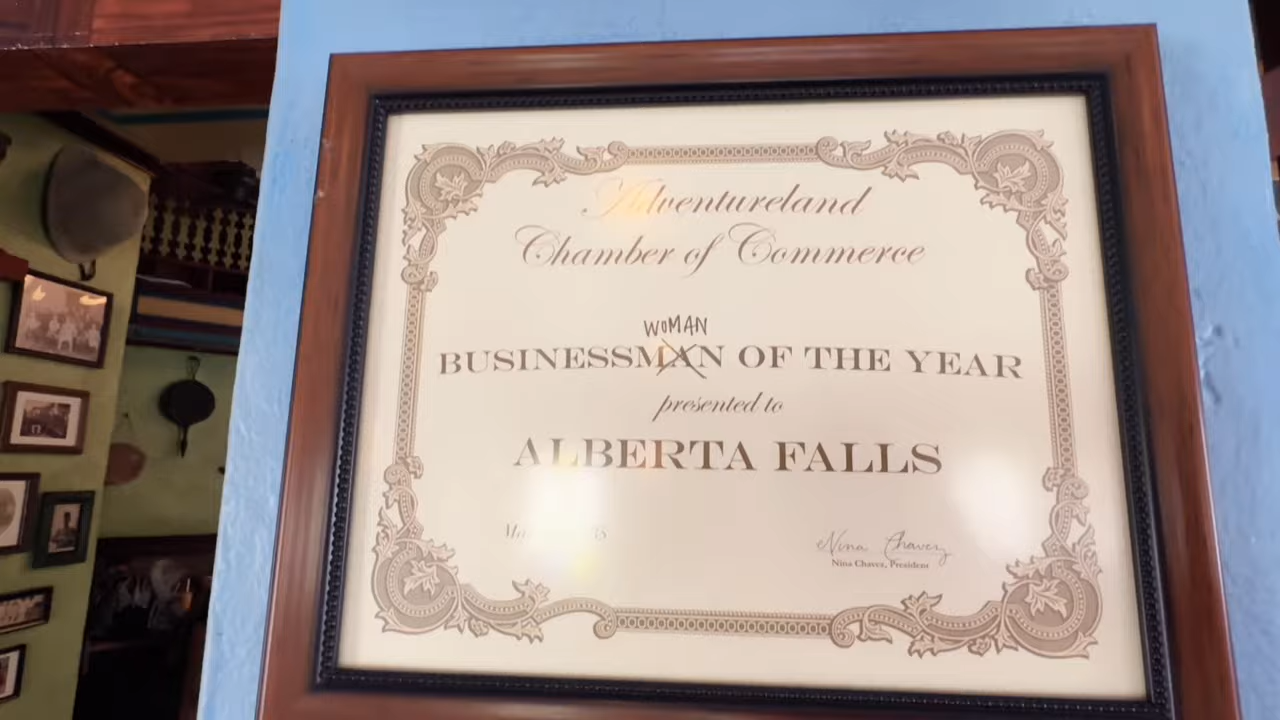 Adventureland
Chamber of Commerce
WOMAN
BUSINESSMAN OF THE YEAR
presented to
ALBERTA FALLS
Nina Chavez
Nina Chavez, President